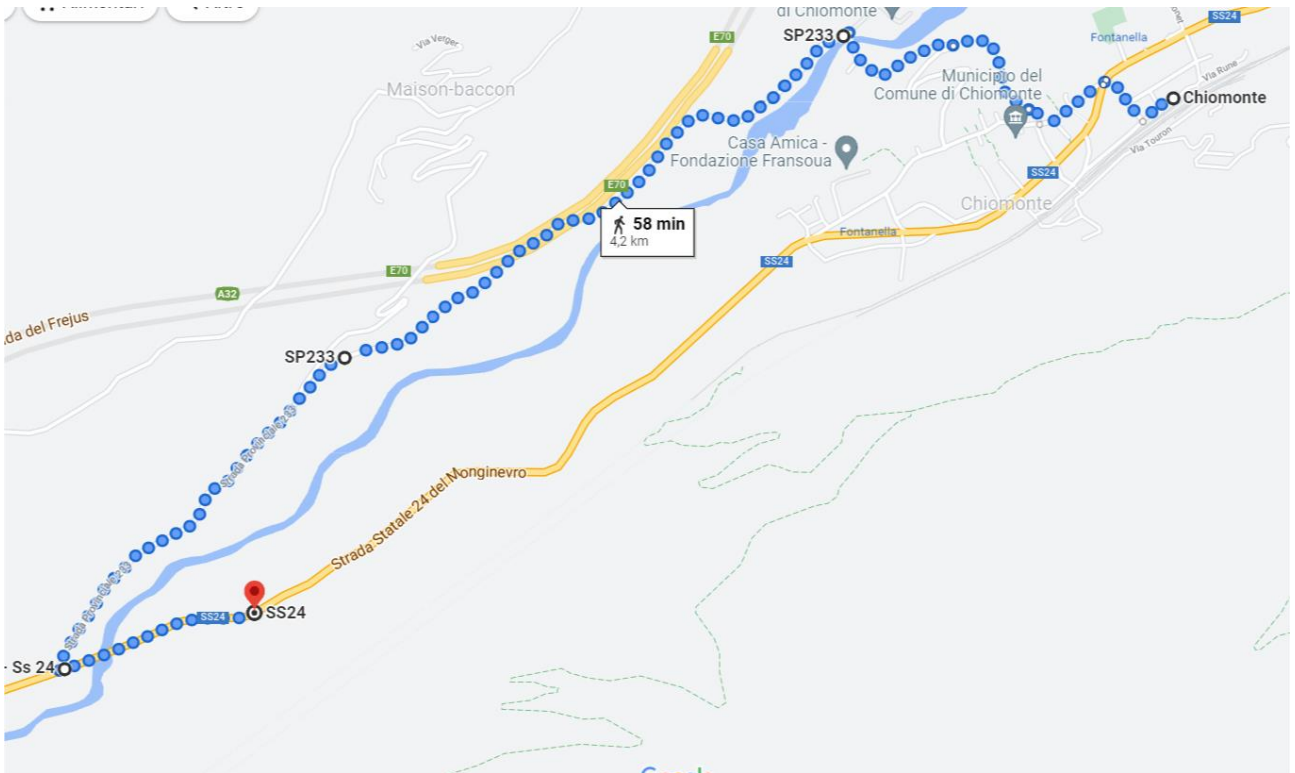 di Chiomonte
SP233
E70
SS24
Fontanella
Via Verger
Maison-baccon
Municipio del
Comune di Chiomonte
Via Rune
Chiomonte
Via Touron
Casa Amica -
Fondazione Fransoua
SS24
E70
Chiomonte
58 min
4,2 km
Fontanella
SS24
E70
A32
da del Frejus
SP233
Strada Statale 24 del Monginevro
SS24
SS24
- Ss 24